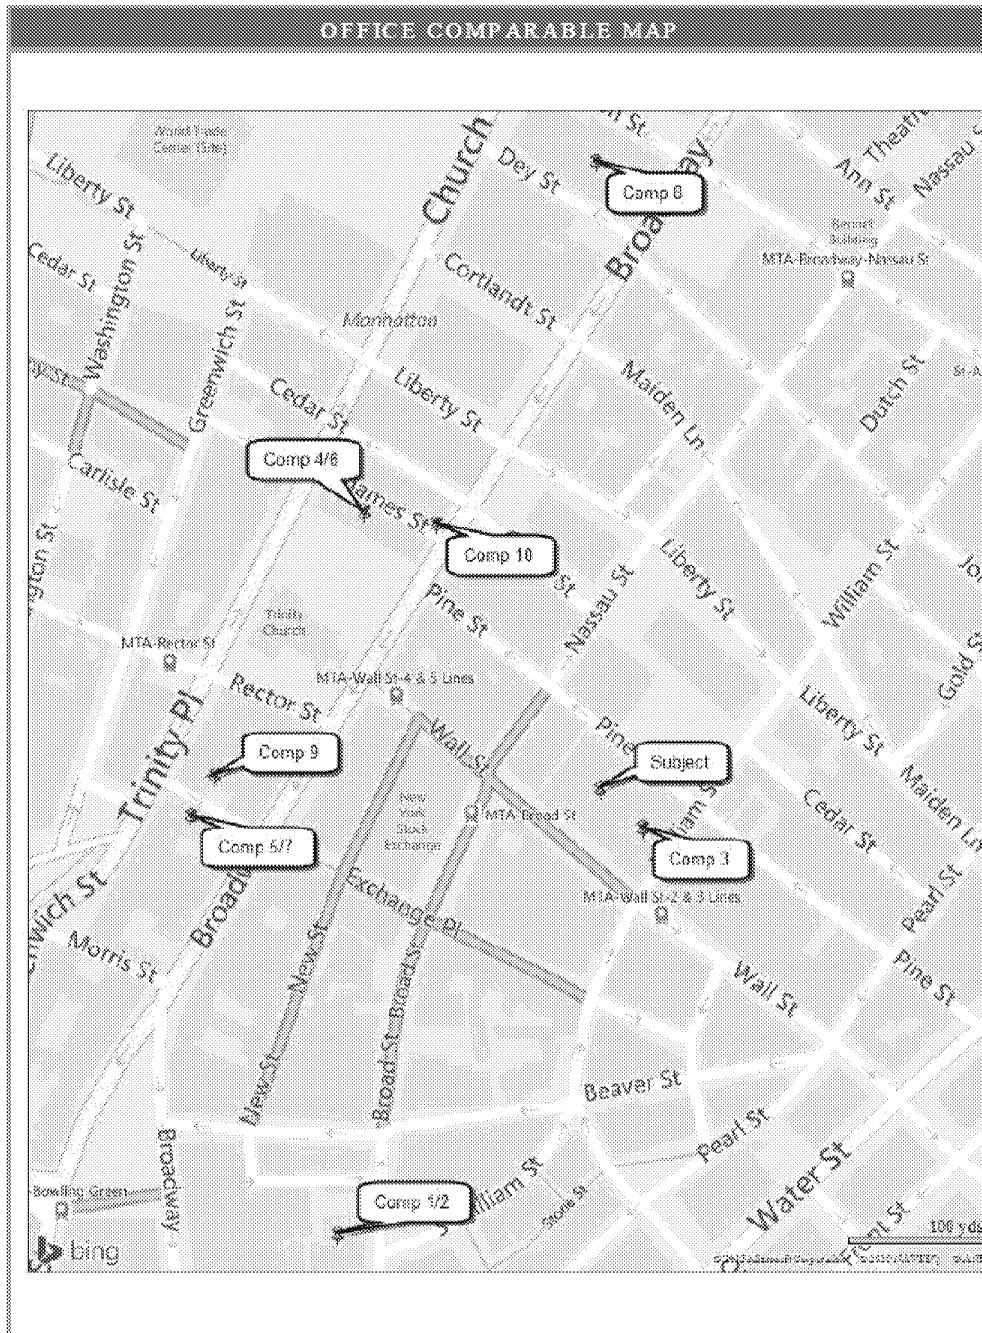 OFFICE COMPARABLE MAP
World Trade
Center (Site)
Church
Dey St
Comp 8
Broadway
Ann St
Nassau St
Liberty St
Bennet
Building
MTA-Broadway-Nassau St
Cedar St
Washington St
Liberty St
Greenwich St
Cortlandt St
Manhattan
Maiden Ln
Dutch St
Cedar St
Liberty St
Carlisle St
Comp 4/6
Comp 10
Pine St
Nassau St
Liberty St
William St
Gold St
Trinity
Church
MTA-Rector St
MTA-Wall St-4 & 5 Lines
Rector St
Trinity Pl
Wall St
Pine
Liberty St
Comp 9
Subject
New
York
Stock
Exchange
MTA-Broad St
Cedar St
Maiden Ln
Comp 5/7
Comp 3
MTA-Wall St-2 & 3 Lines
Exchange Pl
Pearl St
Morris St
New St
Broad St
Wall St
Pine St
New St
Broad St
Beaver St
Pearl St
Broadway
Water St
Bowling Green
Comp 1/2
William St
Stone St
100 yds
bing